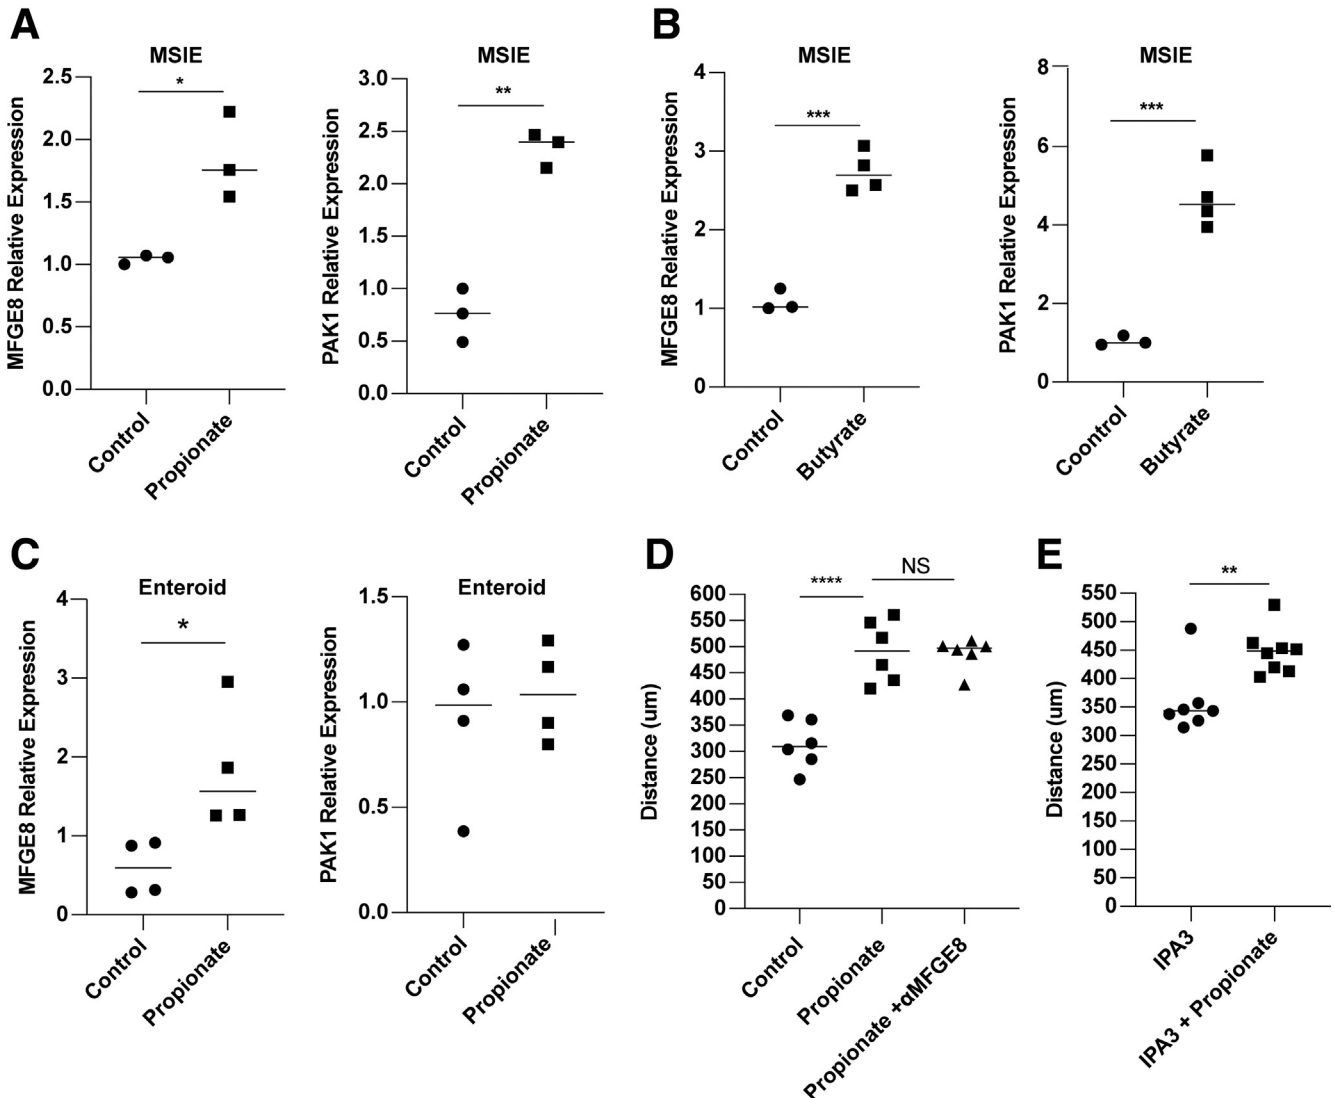 A
MSIE
MFGE8 Relative Expression
2.5
2.0
1.5
1.0
0.5
0.0
*
Control
Propionate
MSIE
PAK1 Relative Expression
3.0
2.5
2.0
1.5
1.0
0.5
0.0
**
Control
Propionate
B
MSIE
MFGE8 Relative Expression
4
3
2
1
0
***
Control
Butyrate
MSIE
PAK1 Relative Expression
8
6
4
2
0
***
Coontrol
Butyrate
C
Enteroid
MFGE8 Relative Expression
4
3
2
1
0
*
Control
Propionate
Enteroid
PAK1 Relative Expression
1.5
1.0
0.5
0.0
Control
Propionate
D
Distance (um)
600
550
500
450
400
350
300
250
200
150
100
50
0
****
NS
Control
Propionate
Propionate +αMFGE8
E
Distance (um)
550
500
450
400
350
300
250
200
150
100
50
0
**
IPA3
IPA3 + Propionate